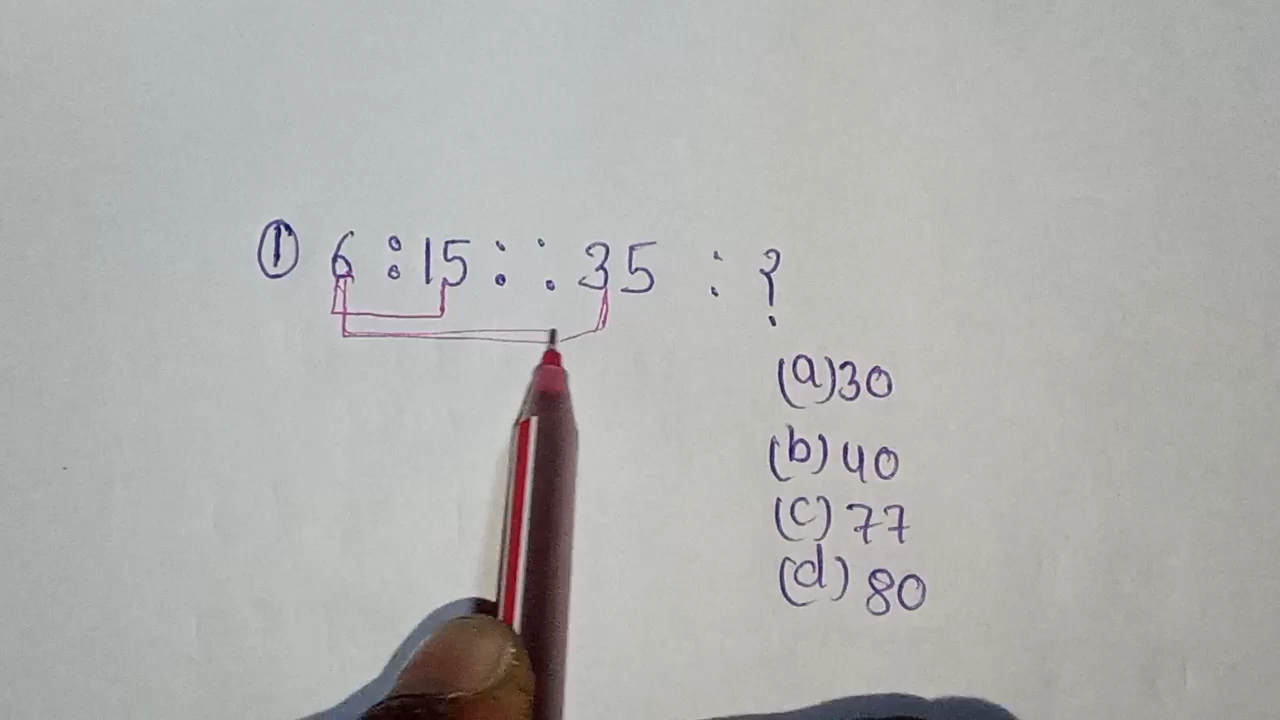 ① 6 : 15 : : 35 : ?
(a) 30
(b) 40
(c) 77
(d) 80